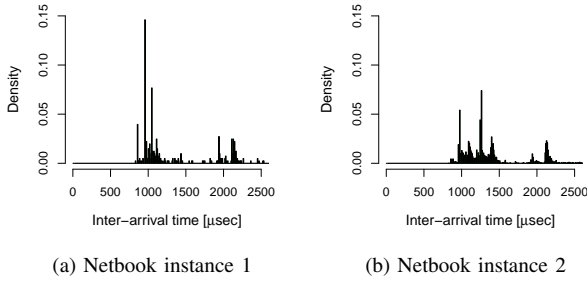 0.00 0.05 0.10 0.15
Density
0 500 1000 1500 2000 2500
Inter−arrival time [μsec]
(a) Netbook instance 1
0.00 0.05 0.10 0.15
Density
0 500 1000 1500 2000 2500
Inter−arrival time [μsec]
(b) Netbook instance 2